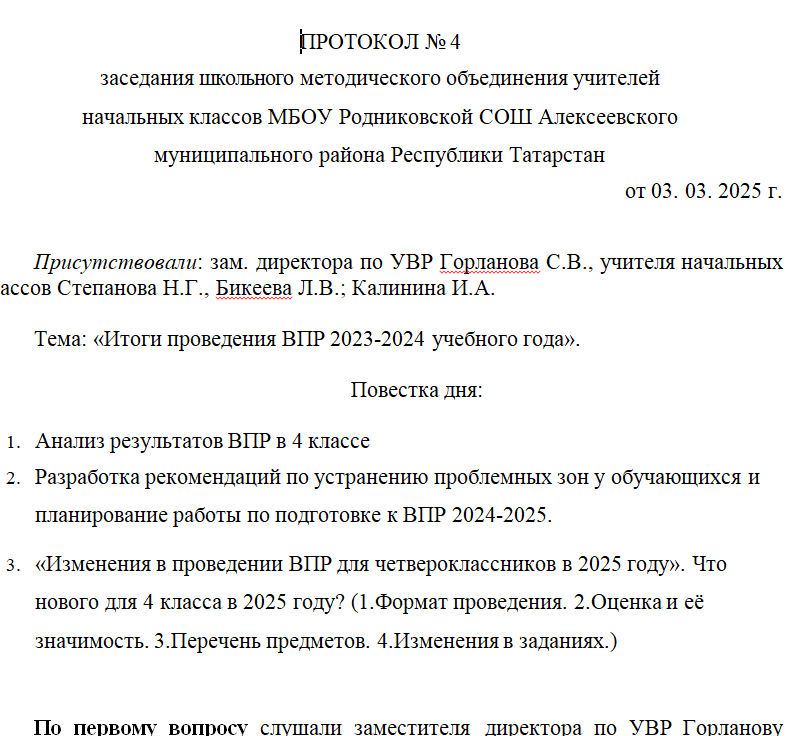 ПРОТОКОЛ № 4
заседания школьного методического объединения учителей
начальных классов МБОУ Родниковской СОШ Алексеевского
муниципального района Республики Татарстан
от 03. 03. 2025 г.
Присутствовали: зам. директора по УВР Горланова С.В., учителя начальных
ассов Степанова Н.Г., Бикеева Л.В.; Калинина И.А.
Тема: «Итоги проведения ВПР 2023-2024 учебного года».
Повестка дня:
1. Анализ результатов ВПР в 4 классе
2. Разработка рекомендаций по устранению проблемных зон у обучающихся и
планирование работы по подготовке к ВПР 2024-2025.
3. «Изменения в проведении ВПР для четвероклассников в 2025 году». Что
нового для 4 класса в 2025 году? (1.Формат проведения. 2.Оценка и её
значимость. 3.Перечень предметов. 4.Изменения в заданиях.)
По первому вопросу слушали заместителя директора по УВР Горланову